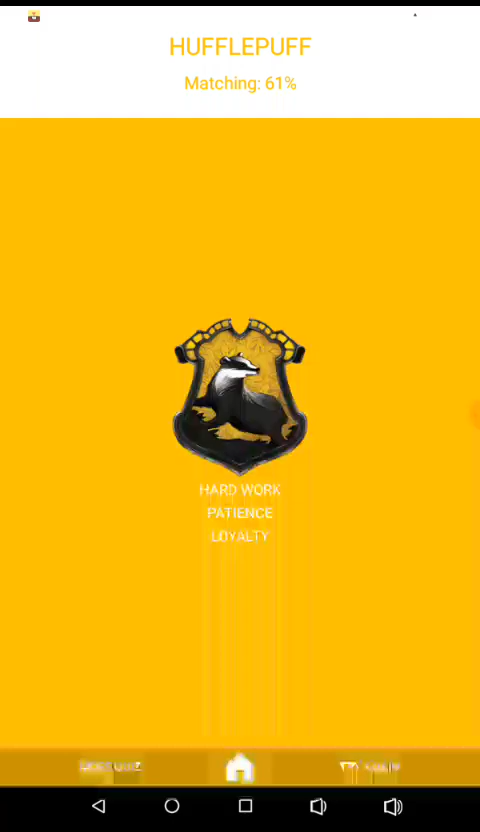 HUFFLEPUFF
Matching: 61%
HARD WORK
PATIENCE
LOYALTY